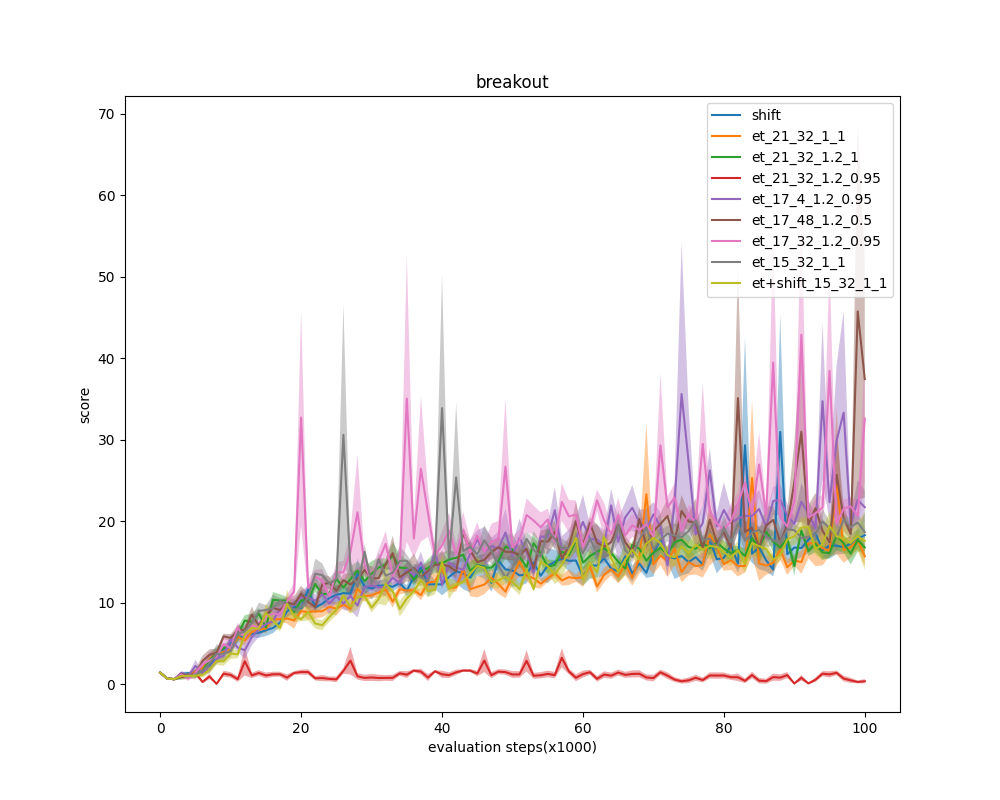 breakout
70
60
50
40
30
20
10
0
score
0 20 40 60 80 100
evaluation steps(x1000)
shift
et_21_32_1_1
et_21_32_1.2_1
et_21_32_1.2_0.95
et_17_4_1.2_0.95
et_17_48_1.2_0.5
et_17_32_1.2_0.95
et_15_32_1_1
et+shift_15_32_1_1